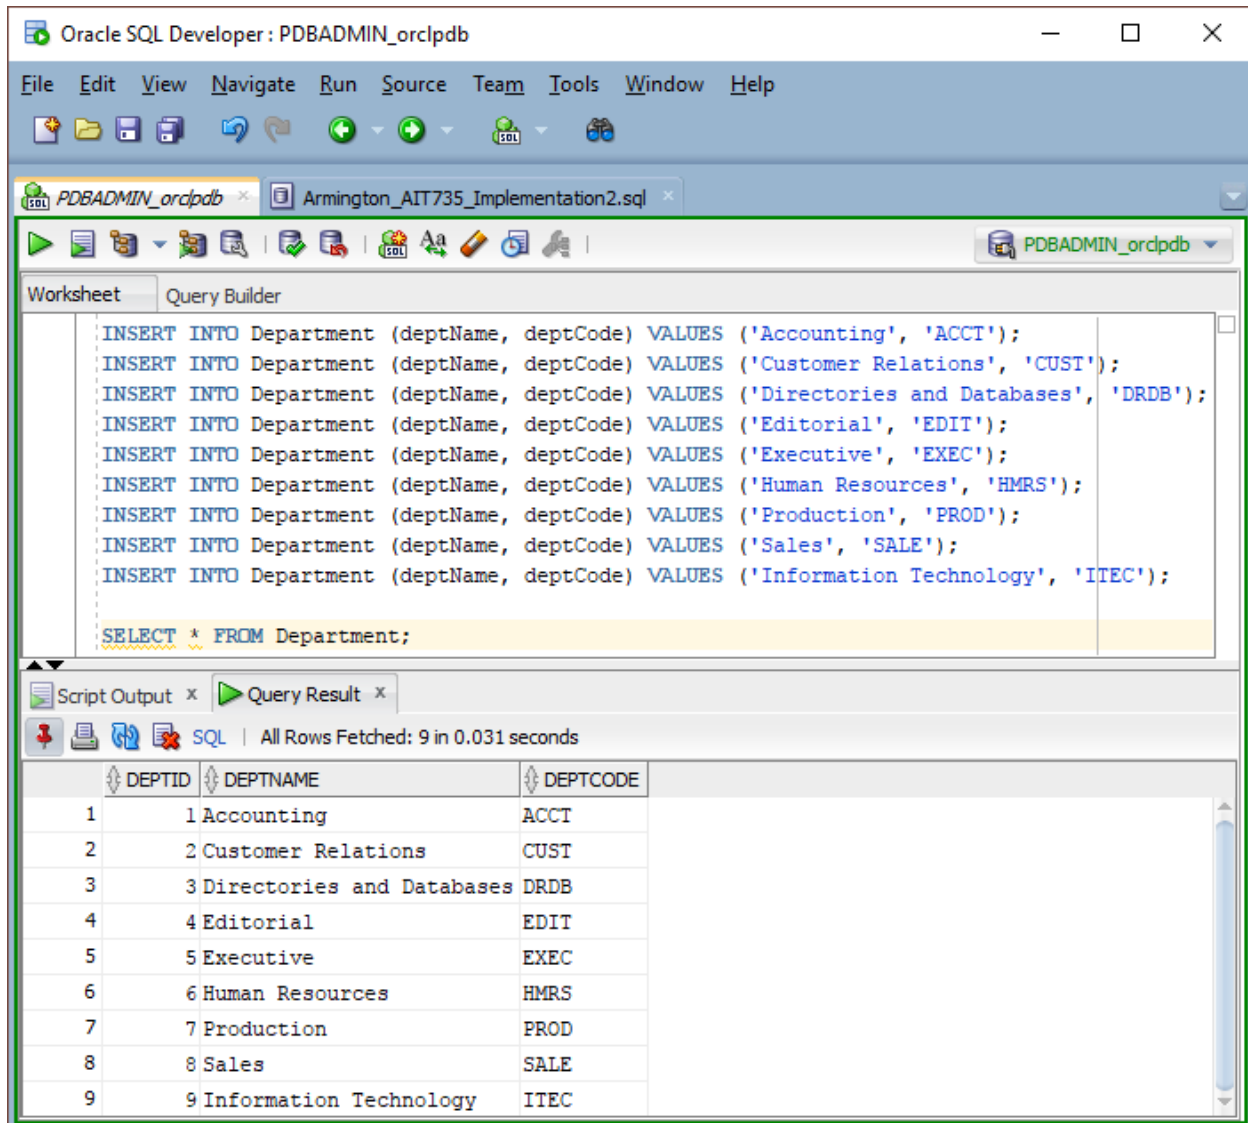 Oracle SQL Developer : PDBADMIN_orclpdb
File Edit View Navigate Run Source Team Tools Window Help
PDBADMIN_orclpdb Armington_AIT735_Implementation2.sql
PDBADMIN_orclpdb
Worksheet Query Builder
INSERT INTO Department (deptName, deptCode) VALUES ('Accounting', 'ACCT');
INSERT INTO Department (deptName, deptCode) VALUES ('Customer Relations', 'CUST');
INSERT INTO Department (deptName, deptCode) VALUES ('Directories and Databases', 'DRDB');
INSERT INTO Department (deptName, deptCode) VALUES ('Editorial', 'EDIT');
INSERT INTO Department (deptName, deptCode) VALUES ('Executive', 'EXEC');
INSERT INTO Department (deptName, deptCode) VALUES ('Human Resources', 'HMRS');
INSERT INTO Department (deptName, deptCode) VALUES ('Production', 'PROD');
INSERT INTO Department (deptName, deptCode) VALUES ('Sales', 'SALE');
INSERT INTO Department (deptName, deptCode) VALUES ('Information Technology', 'ITEC');
SELECT * FROM Department;
Script Output x Query Result x
SQL | All Rows Fetched: 9 in 0.031 seconds
DEPTID DEPTNAME DEPTCODE
1 1 Accounting ACCT
2 2 Customer Relations CUST
3 3 Directories and Databases DRDB
4 4 Editorial EDIT
5 5 Executive EXEC
6 6 Human Resources HMRS
7 7 Production PROD
8 8 Sales SALE
9 9 Information Technology ITEC